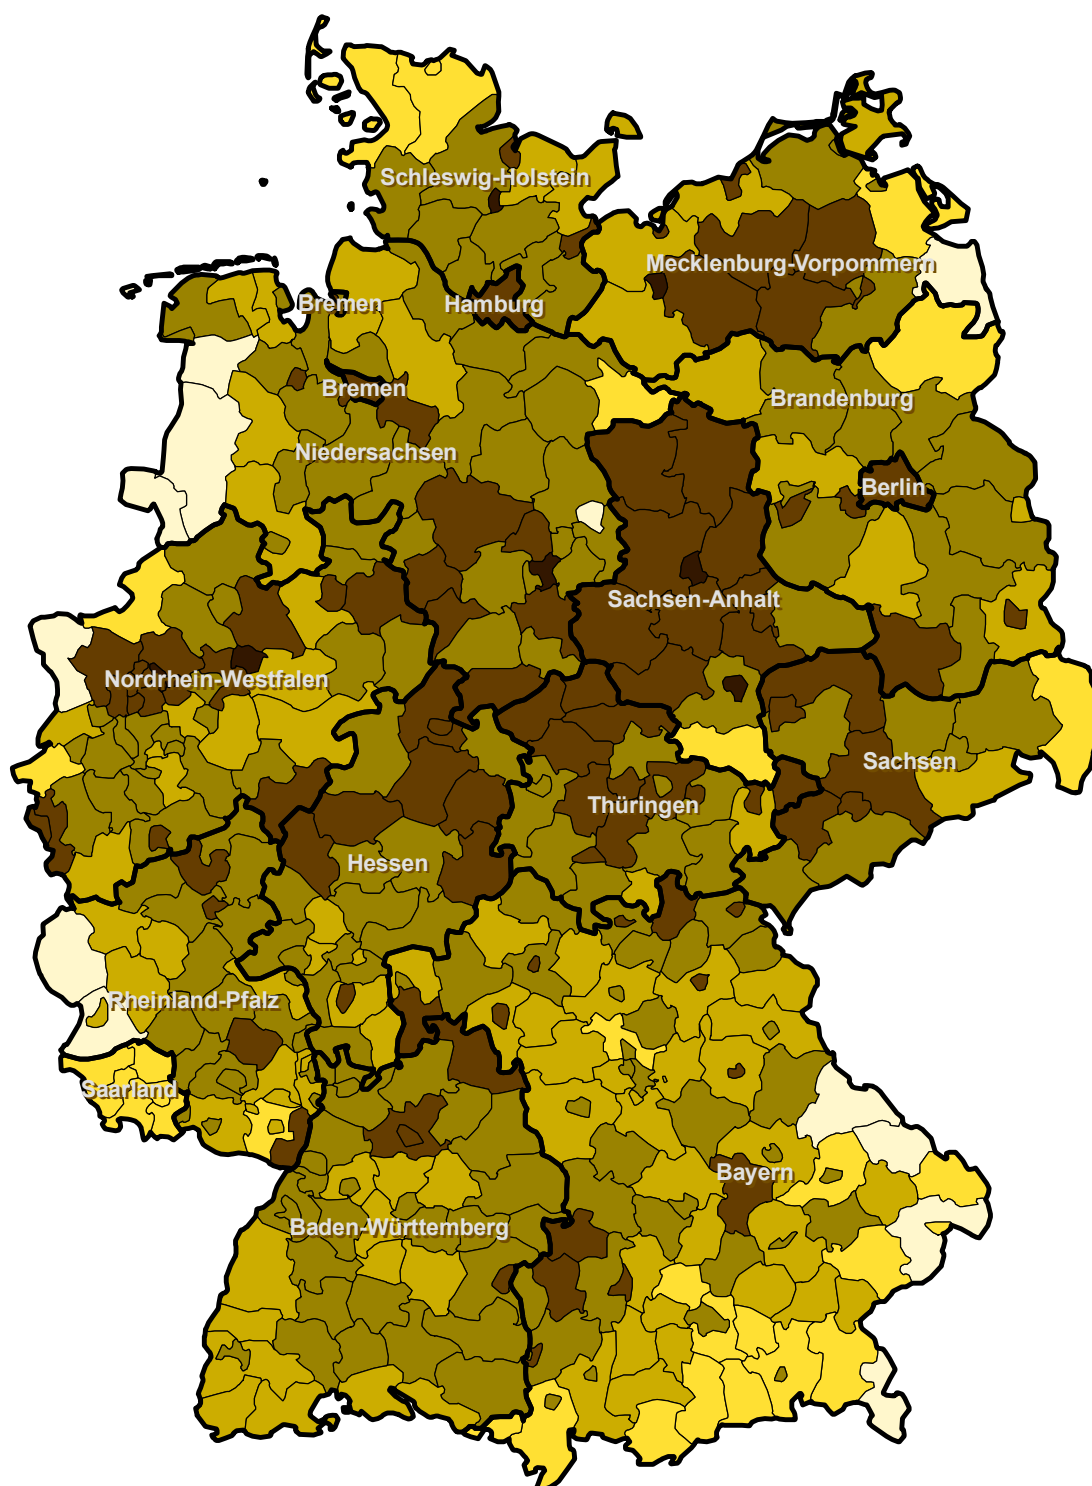 Schleswig-Holstein
Mecklenburg-Vorpommern
Bremen
Hamburg
Bremen
Brandenburg
Niedersachsen
Berlin
Sachsen-Anhalt
Nordrhein-Westfalen
Sachsen
Thüringen
Hessen
Rheinland-Pfalz
Saarland
Bayern
Baden-Württemberg